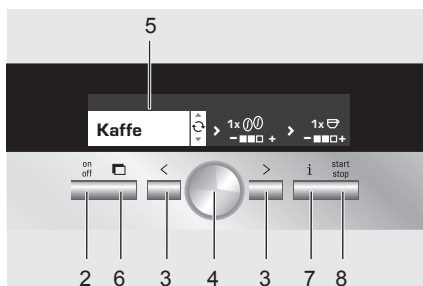 5
Kaffe
1x
- +
1x
- +
on
off
<
>
i
start
stop
2 6 3 4 3 7 8